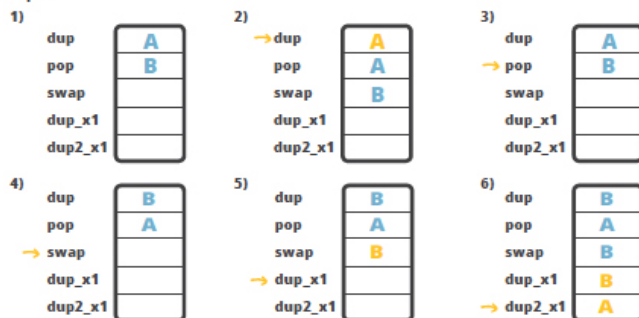 1)
dup A
pop B
swap
dup_x1
dup2_x1
2)
→ dup A
pop A
swap B
dup_x1
dup2_x1
3)
dup A
→ pop B
swap
dup_x1
dup2_x1
4)
dup B
pop A
→ swap
dup_x1
dup2_x1
5)
dup B
pop A
swap B
→ dup_x1
dup2_x1
6)
dup B
pop A
swap B
dup_x1 B
→ dup2_x1 A